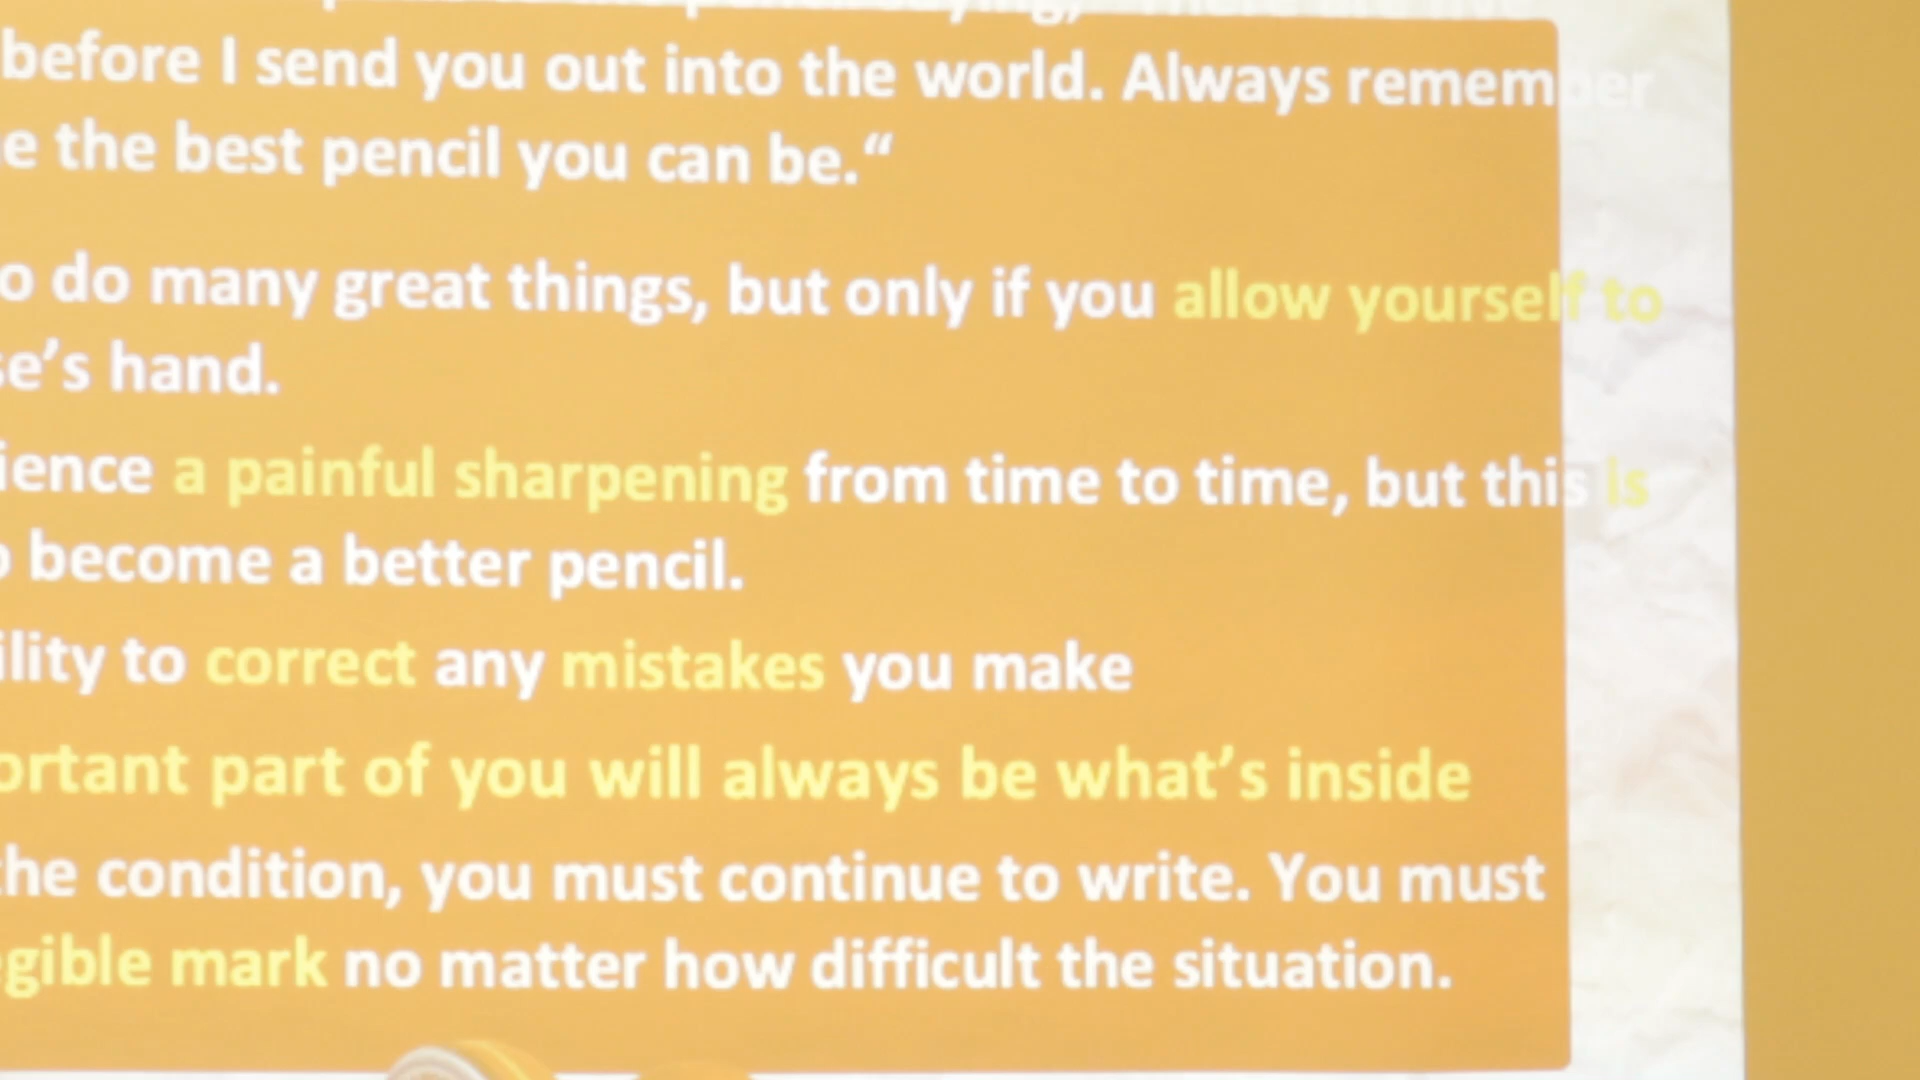 before I send you out into the world. Always remember
e the best pencil you can be.“
o do many great things, but only if you allow yourself to
se’s hand.
ience a painful sharpening from time to time, but this is
o become a better pencil.
ility to correct any mistakes you make
ortant part of you will always be what’s inside
the condition, you must continue to write. You must
egible mark no matter how difficult the situation.